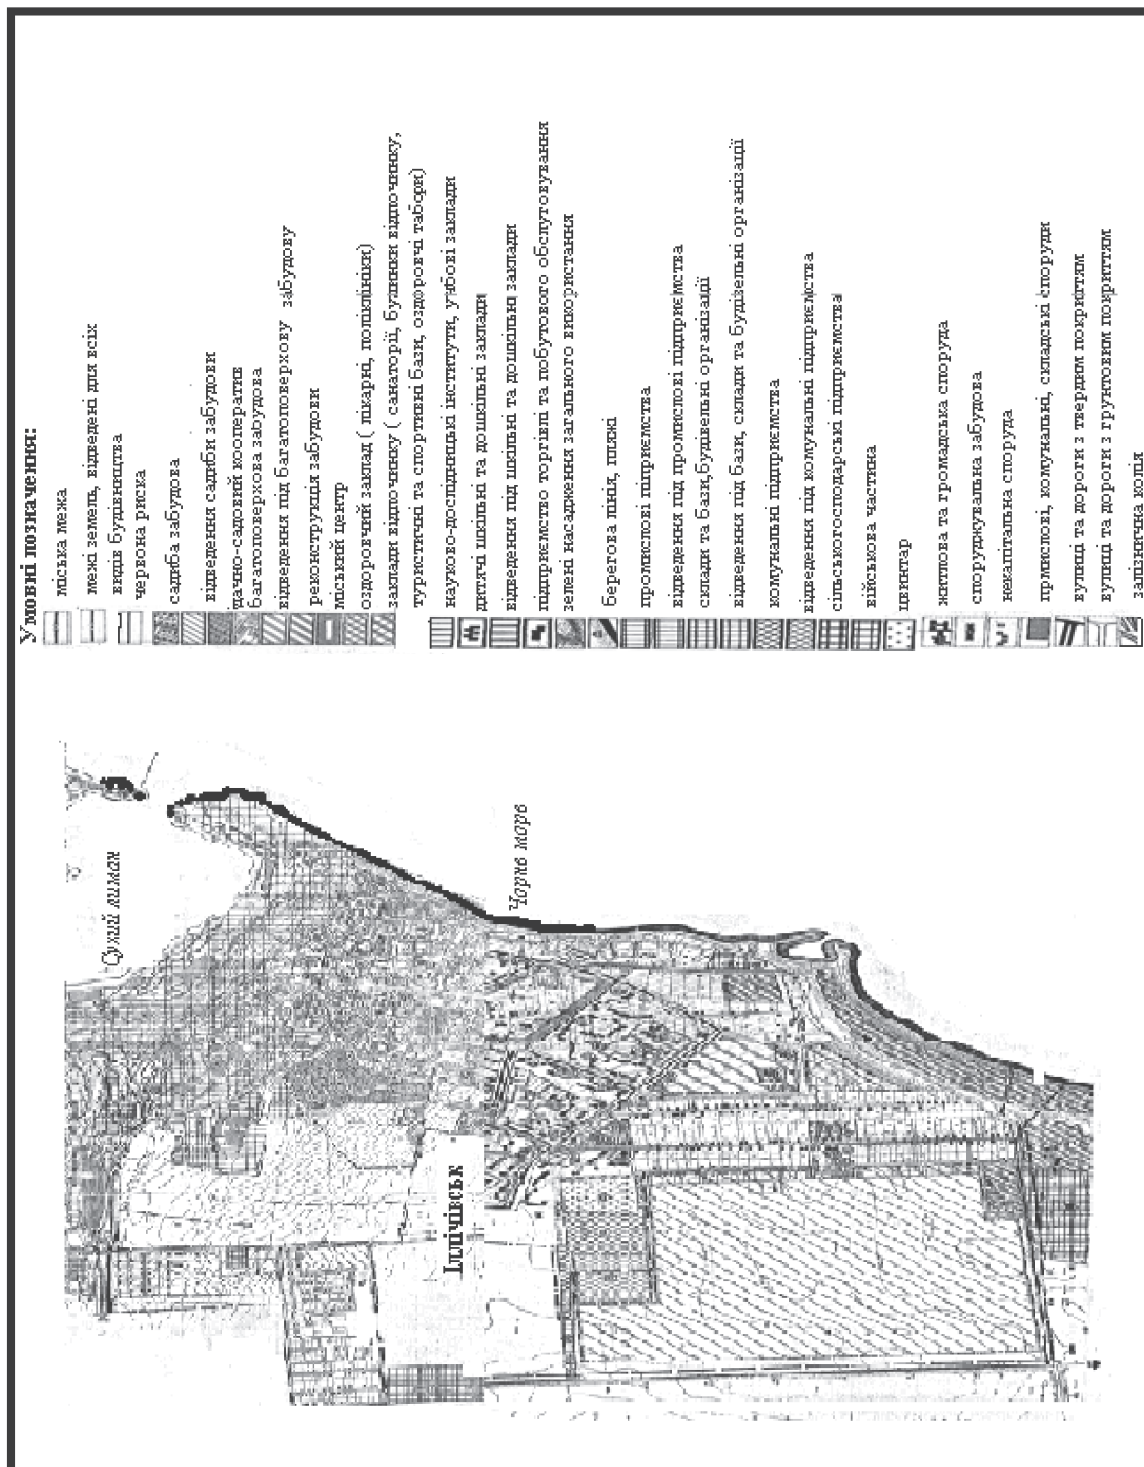 Умовні позначення:
міська межа
межі земель, відведені для всіх
видів будівництва
червона риска
садиба забудова
відведення садиби забудови
дачно-садовий кооператив
багатоповерхова забудова
відведення під багатоповерхову забудову
реконструкція забудови
міський центр
оздоровчий заклад ( лікарні, поліклініки)
заклади відпочинку ( санаторії, будинки відпочинку,
туристичні та спортивні бази, оздоровчі табори)
науково-дослідницькі інститути, учбові заклади
дитячі шкільні та дошкільні заклади
відведення під шкільні та дошкільні заклади
підприємство торгівлі та побутового обслуговування
зелені насадження загального використання
берегова лінія, пляжі
промислові підприємства
відведення під промислові підприємства
склади та бази,будівельні організації
відведення під бази, склади та будівельні організації
комунальні підприємства
відведення під комунальні підприємства
сільськогосподарські підприємства
військова частина
цвинтар
житлова та громадська споруда
споруджувальна забудова
некапітальна споруда
прмислові, комунальні, складські споруди
вулиці та дороги з твердим покриттям
вулиці та дороги з грунтовим покриттям
залізнична колія
Сухий лиман
Чорне море
Іллічівськ